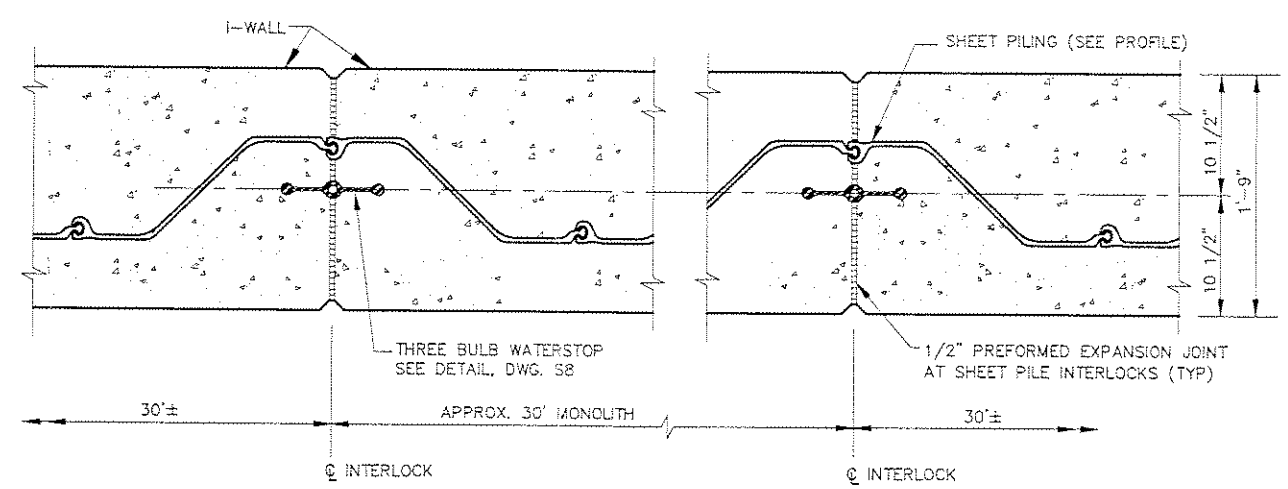 I-WALL
SHEET PILING (SEE PROFILE)
10 1/2"
1'-9"
10 1/2"
THREE BULB WATERSTOP
SEE DETAIL, DWG. S8
1/2" PREFORMED EXPANSION JOINT
AT SHEET PILE INTERLOCKS (TYP)
30'±
APPROX. 30' MONOLITH
30'±
℄ INTERLOCK
℄ INTERLOCK